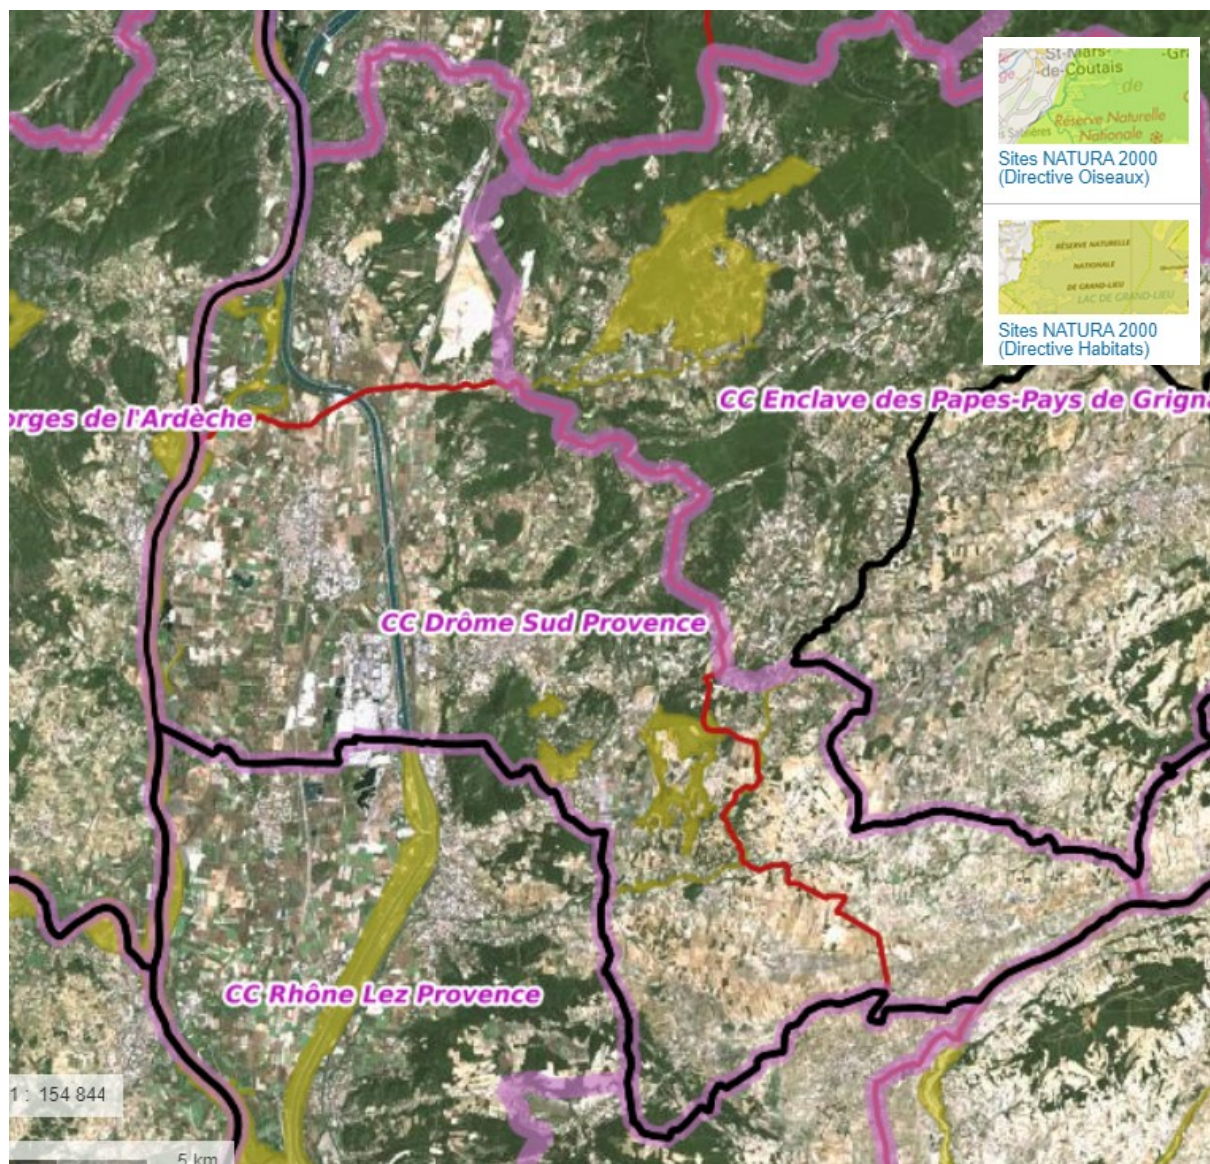 St-Mars-
-de-Coutais
de
Réserve Naturelle
Nationale
Sites NATURA 2000
(Directive Oiseaux)
RÉSERVE NATURELLE
NATIONALE
DE GRAND-LIEU
LAC DE GRAND-LIEU
Sites NATURA 2000
(Directive Habitats)
CC Enclave des Papes-Pays de Grign
orges de l'Ardèche
CC Drôme Sud Provence
CC Rhône Lez Provence
1 : 154 844
5 km